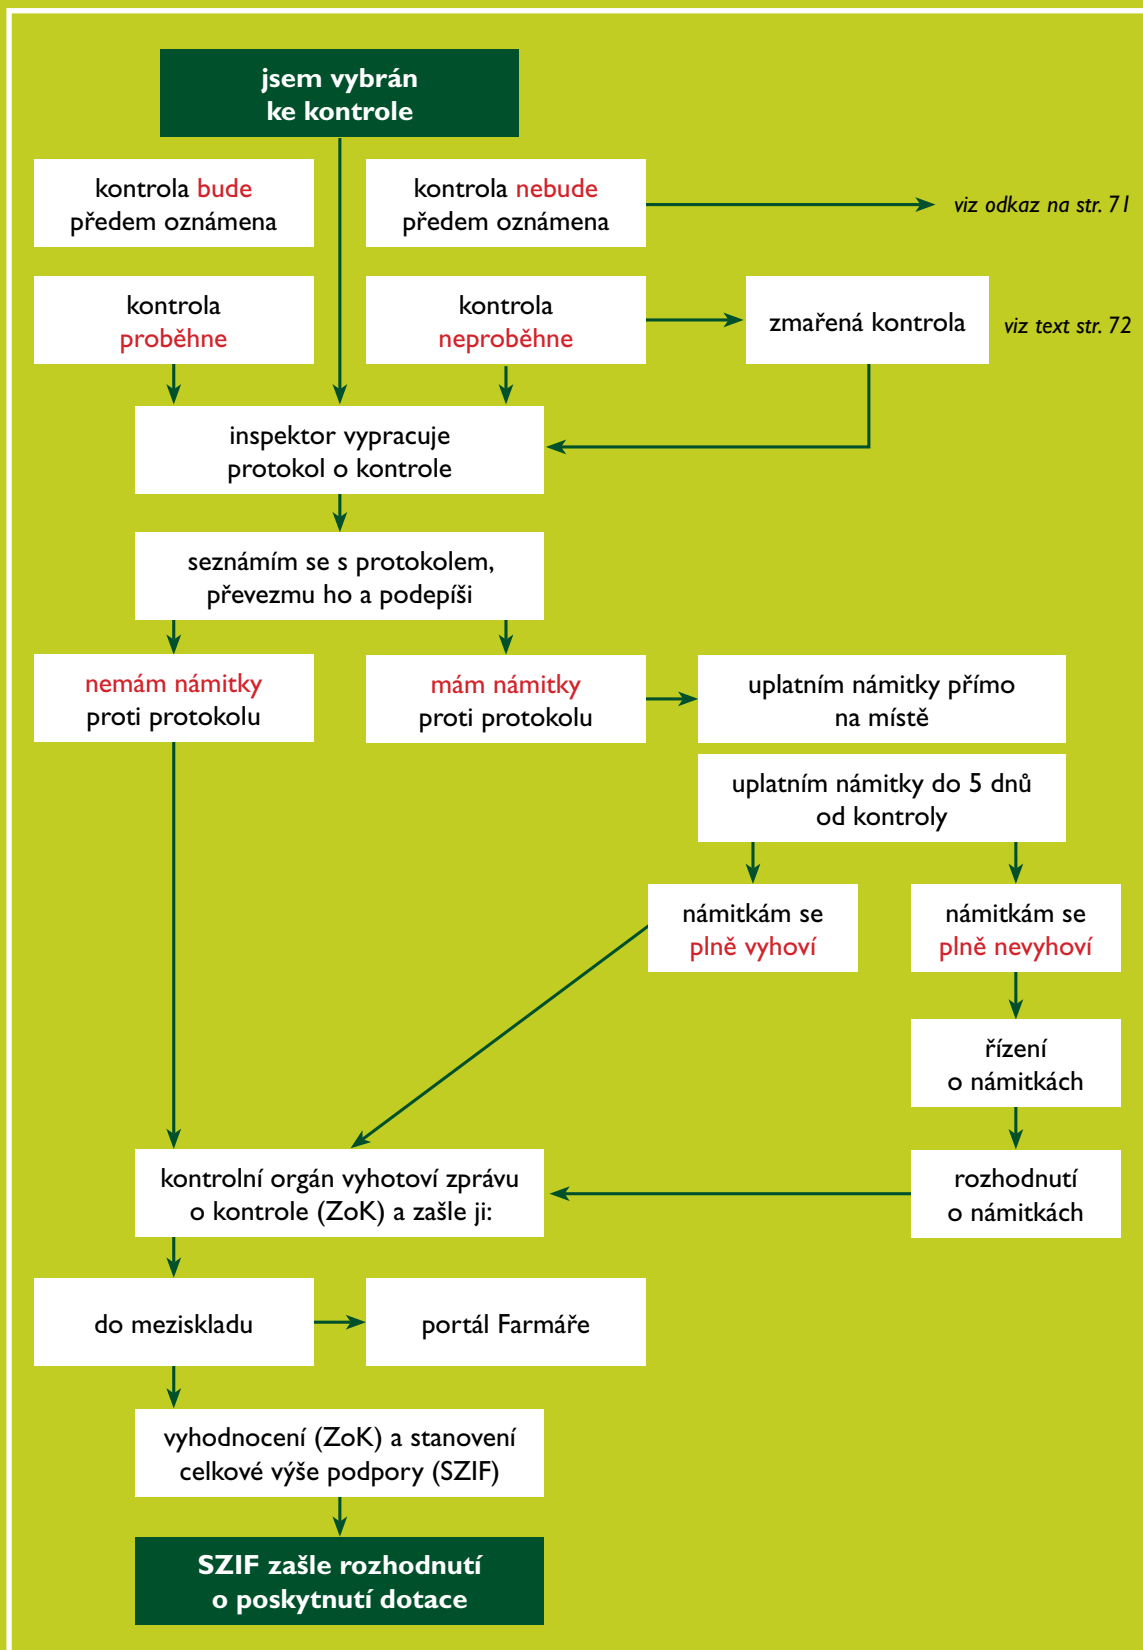 jsem vybrán
ke kontrole
kontrola bude
předem oznámena
kontrola nebude
předem oznámena
viz odkaz na str. 71
kontrola
proběhne
kontrola
neproběhne
zmařená kontrola
viz text str. 72
inspektor vypracuje
protokol o kontrole
seznámím se s protokolem,
převezmu ho a podepíši
nemám námitky
proti protokolu
mám námitky
proti protokolu
uplatním námitky přímo
na místě
uplatním námitky do 5 dnů
od kontroly
námitkám se
plně vyhoví
námitkám se
plně nevyhoví
řízení
o námitkách
kontrolní orgán vyhotoví zprávu
o kontrole (ZoK) a zašle ji:
rozhodnutí
o námitkách
do meziskladu
portál Farmáře
vyhodnocení (ZoK) a stanovení
celkové výše podpory (SZIF)
SZIF zašle rozhodnutí
o poskytnutí dotace